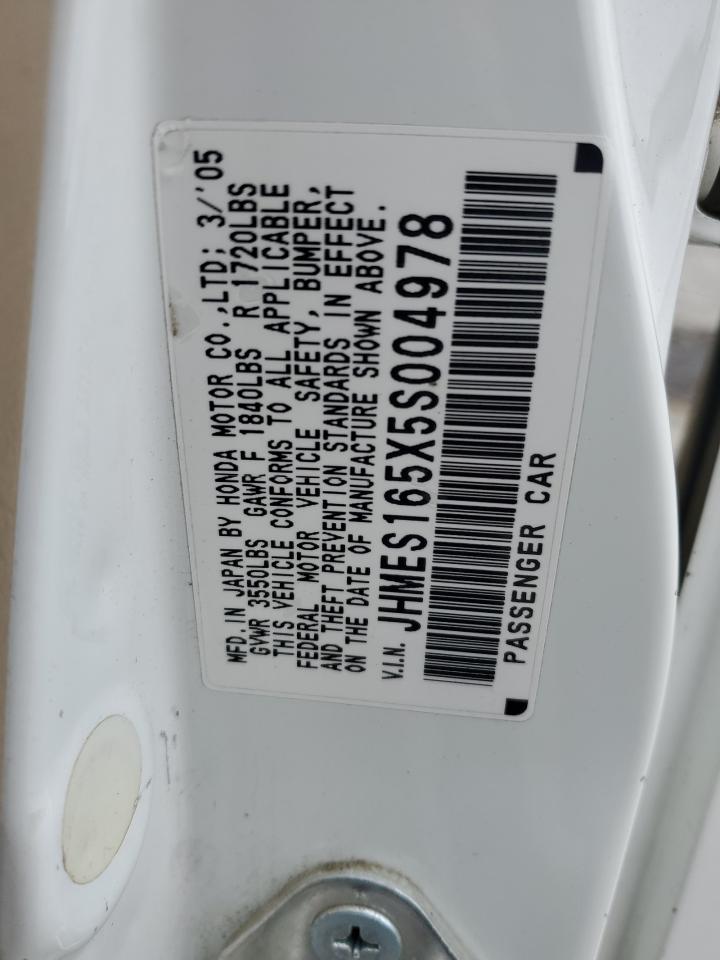 MFD. IN JAPAN BY HONDA MOTOR CO.,LTD; 3/'05
GVWR 3550LBS GAWR F 1840LBS R 1720LBS
THIS VEHICLE CONFORMS TO ALL APPLICABLE
FEDERAL MOTOR VEHICLE SAFETY, BUMPER,
AND THEFT PREVENTION STANDARDS IN EFFECT
ON THE DATE OF MANUFACTURE SHOWN ABOVE.
V.I.N. JHMES165X5S004978
PASSENGER CAR